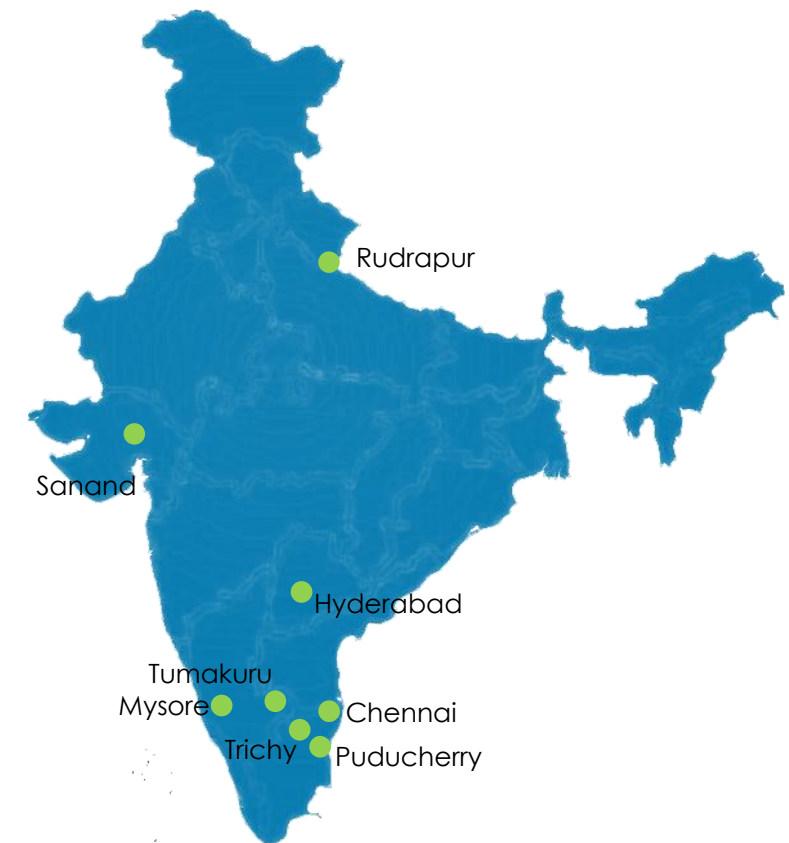 Rudrapur
Sanand
Hyderabad
Tumakuru
Mysore
Chennai
Trichy
Puducherry